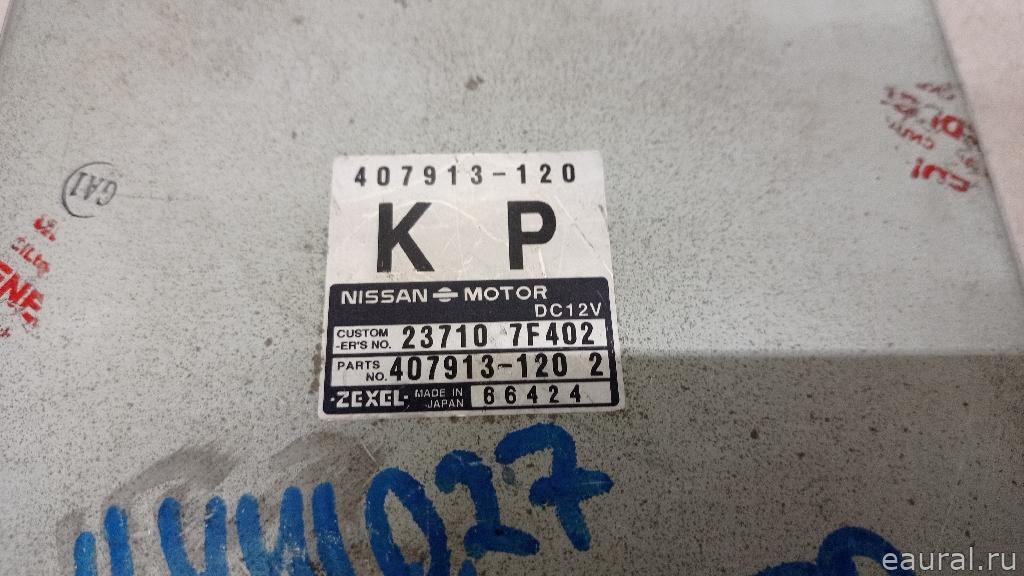 407913-120
K P
NISSAN MOTOR
DC12V
CUSTOM
-ER'S NO. 23710 7F402
PARTS
NO. 407913-120 2
·ZEXEL· MADE IN
JAPAN 66424
GAI
eaural.ru